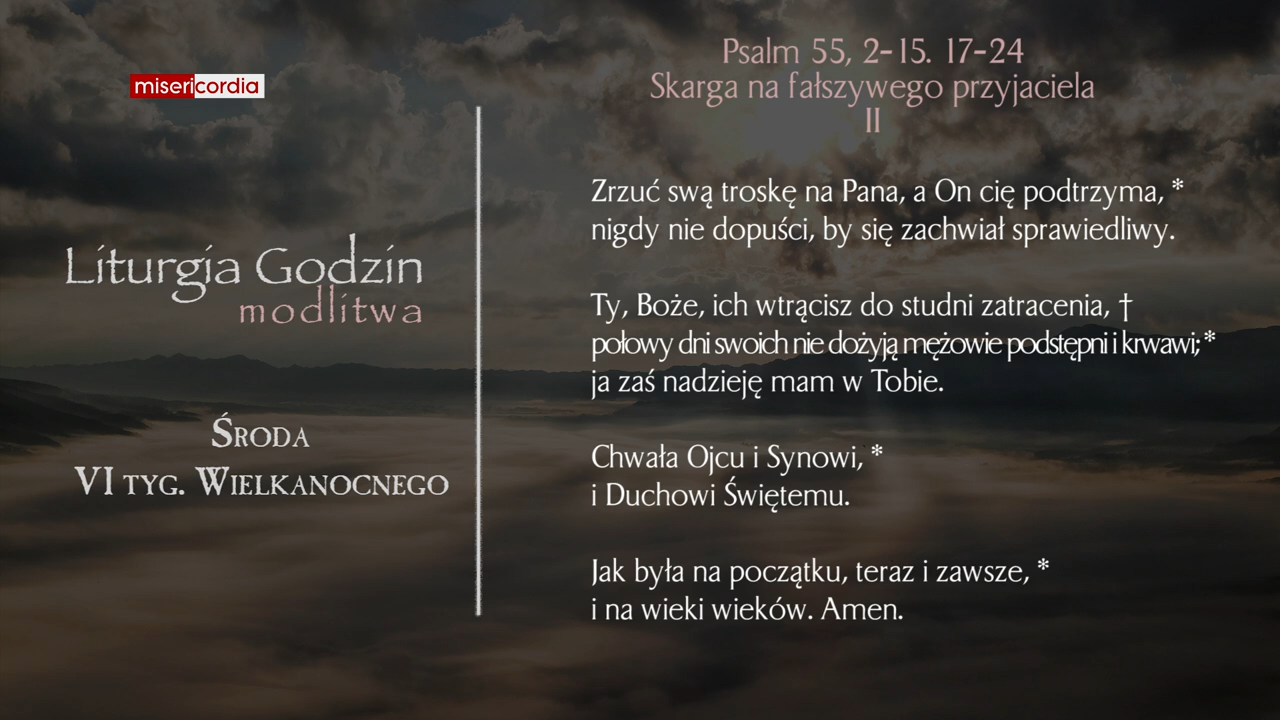 misericordia
Liturgia Godzin
modlitwa
Środa
VI tyg. Wielkanocnego
Psalm 55, 2-15. 17-24
Skarga na fałszywego przyjaciela
II
Zrzuć swą troskę na Pana, a On cię podtrzyma, *
nigdy nie dopuści, by się zachwiał sprawiedliwy.
Ty, Boże, ich wtrącisz do studni zatracenia, †
połowy dni swoich nie dożyją mężowie podstępni i krwawi; *
ja zaś nadzieję mam w Tobie.
Chwała Ojcu i Synowi, *
i Duchowi Świętemu.
Jak była na początku, teraz i zawsze, *
i na wieki wieków. Amen.